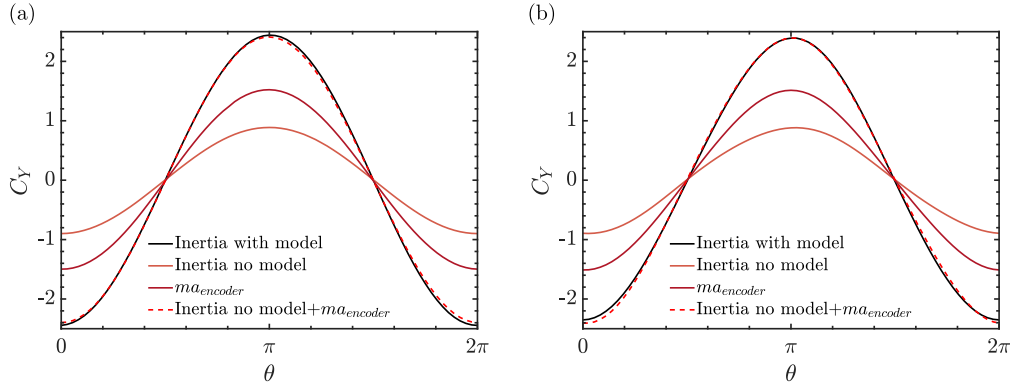 (a)
2
1
0
-1
-2
C_Y
Inertia with model
Inertia no model
ma_encoder
Inertia no model+ma_encoder
0
π
2π
θ
(b)
2
1
0
-1
-2
C_Y
Inertia with model
Inertia no model
ma_encoder
Inertia no model+ma_encoder
0
π
2π
θ